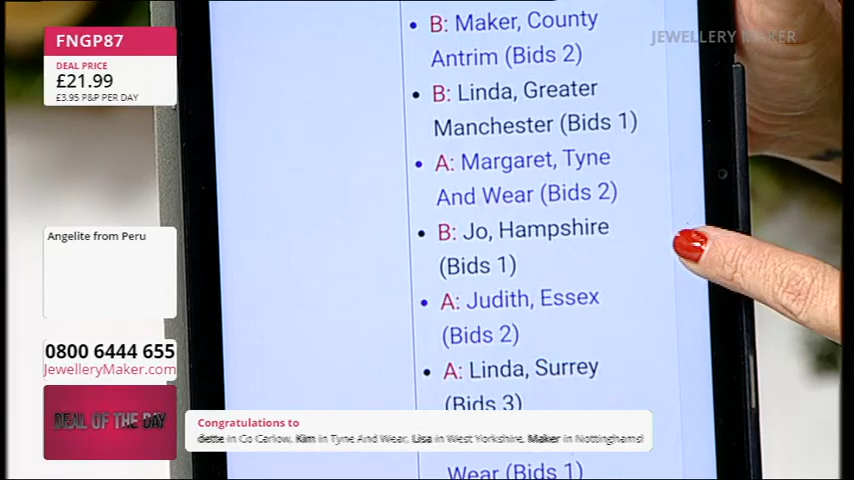 FNGP87
DEAL PRICE
£21.99
£3.95 P&P PER DAY
Angelite from Peru
0800 6444 655
JewelleryMaker.com
DEAL OF THE DAY
JEWELLERY MAKER
B: Maker, County
Antrim (Bids 2)
B: Linda, Greater
Manchester (Bids 1)
A: Margaret, Tyne
And Wear (Bids 2)
B: Jo, Hampshire
(Bids 1)
A: Judith, Essex
(Bids 2)
A: Linda, Surrey
(Bids 3)
Wear (Bids 1)
Congratulations to
dette in Co Carlow, Kim in Tyne And Wear, Lisa in West Yorkshire, Maker in Nottinghamsl